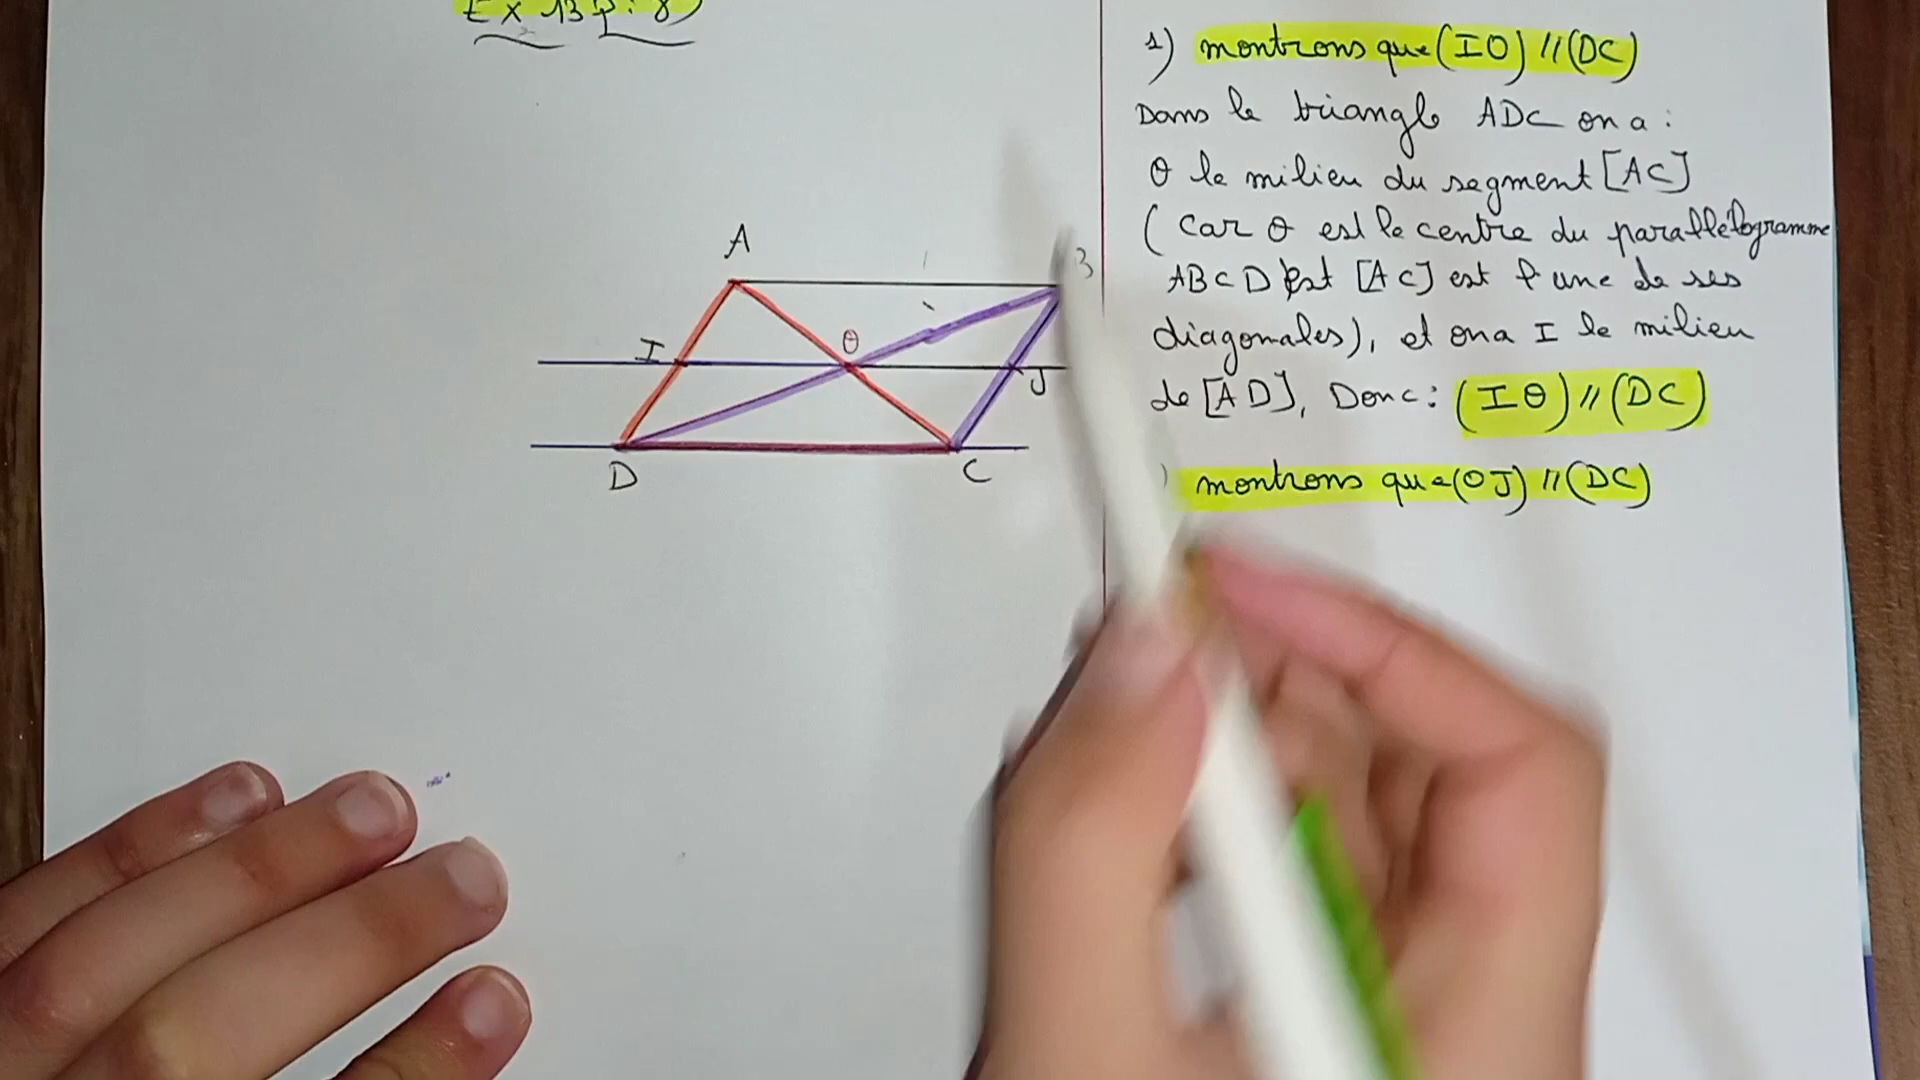 Ex 13 p: 8
A
B
I
O
J
D
C
1) montrons que (IO) // (DC)
Dans le triangle ADC on a :
O le milieu du segment [AC]
( Car O est le centre du parallélogramme
ABCD Est [AC] est l'une de ses
diagonales), et on a I le milieu
de [AD], Donc : (IO) // (DC)
) montrons que (OJ) // (DC)